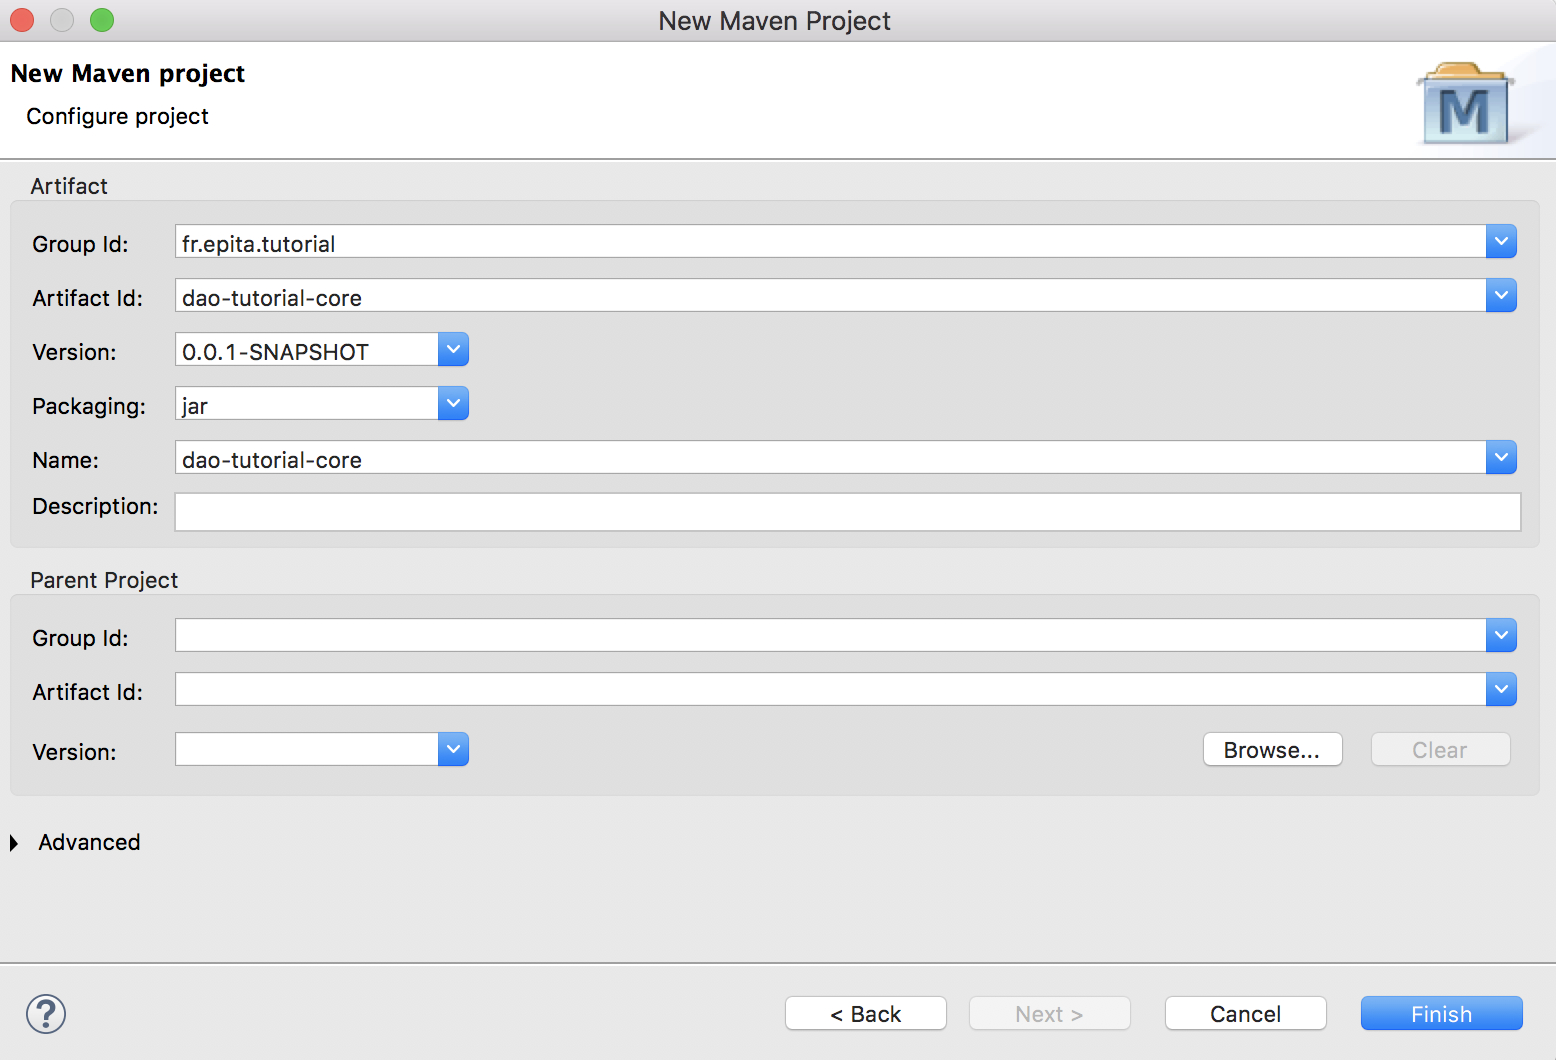 New Maven Project
New Maven project
Configure project
M
Artifact
Group Id: fr.epita.tutorial
Artifact Id: dao-tutorial-core
Version: 0.0.1-SNAPSHOT
Packaging: jar
Name: dao-tutorial-core
Description:
Parent Project
Group Id:
Artifact Id:
Version: Browse... Clear
Advanced
? < Back Next > Cancel Finish